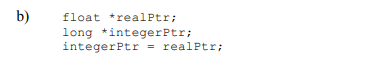 b) float *realPtr;
long *integerPtr;
integerPtr = realPtr;